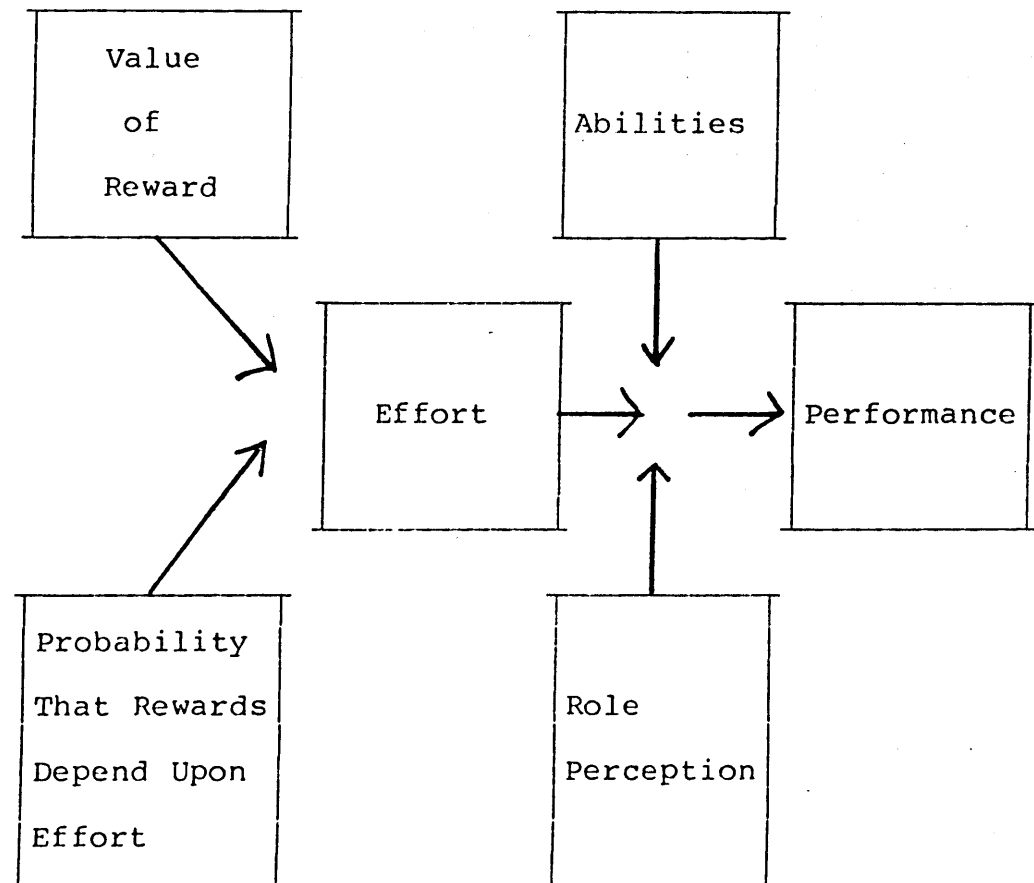 Value
of
Reward
Abilities
Effort
Performance
Probability
That Rewards
Depend Upon
Effort
Role
Perception